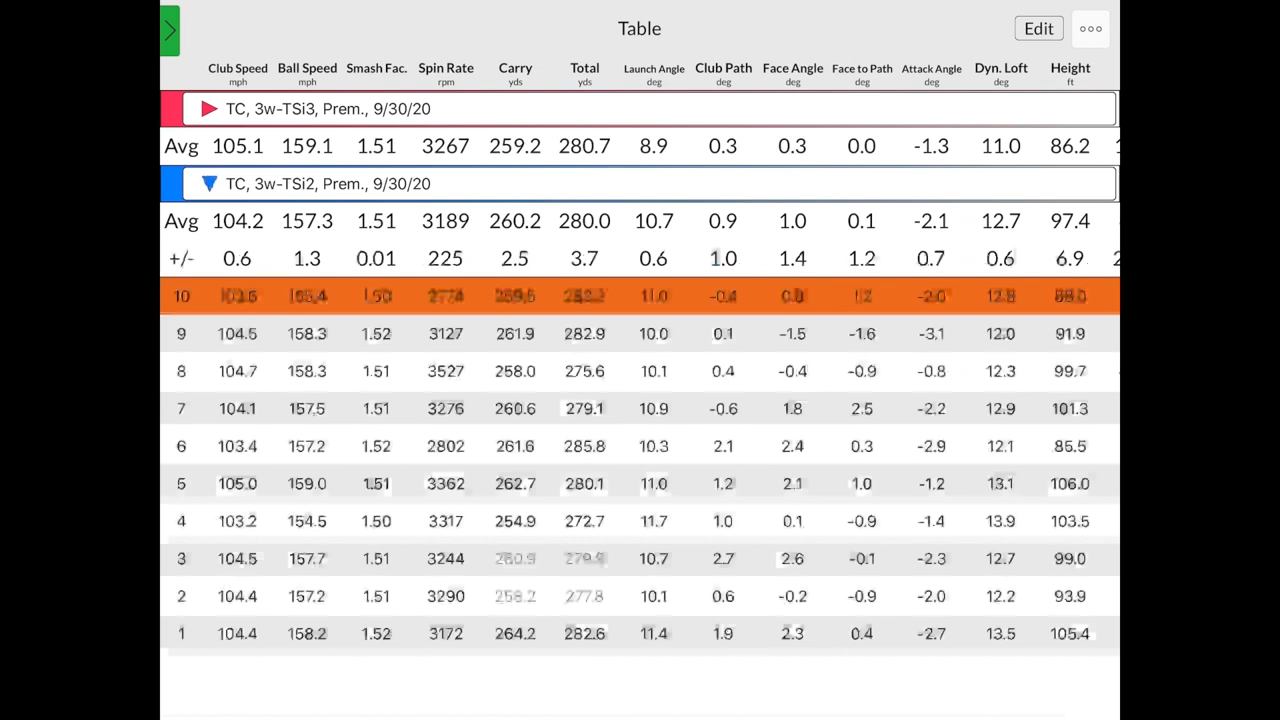 Table
Edit
Club Speed Ball Speed Smash Fac. Spin Rate Carry Total Launch Angle Club Path Face Angle Face to Path Attack Angle Dyn. Loft Height
mph mph rpm yds yds deg deg deg deg deg deg ft
TC, 3w-TSi3, Prem., 9/30/20
Avg 105.1 159.1 1.51 3267 259.2 280.7 8.9 0.3 0.3 0.0 -1.3 11.0 86.2
TC, 3w-TSi2, Prem., 9/30/20
Avg 104.2 157.3 1.51 3189 260.2 280.0 10.7 0.9 1.0 0.1 -2.1 12.7 97.4
+/- 0.6 1.3 0.01 225 2.5 3.7 0.6 1.0 1.4 1.2 0.7 0.6 6.9
10 1.50 2774 11.0 -0.4 1.2 -2.0 12.8
9 104.5 158.3 1.52 3127 261.9 282.9 10.0 0.1 -1.5 -1.6 -3.1 12.0 91.9
8 104.7 158.3 1.51 3527 258.0 275.6 10.1 0.4 -0.4 -0.9 -0.8 12.3 99.7
7 104.1 157.5 1.51 3276 260.6 279.1 10.9 -0.6 1.8 2.5 -2.2 12.9 101.3
6 103.4 157.2 1.52 2802 261.6 285.8 10.3 2.1 2.4 0.3 -2.9 12.1 85.5
5 105.0 159.0 1.51 3362 262.7 280.1 11.0 1.2 2.1 1.0 -1.2 13.1 106.0
4 103.2 154.5 1.50 3317 254.9 272.7 11.7 1.0 0.1 -0.9 -1.4 13.9 103.5
3 104.5 157.7 1.51 3244 10.7 2.7 2.6 -0.1 -2.3 12.7 99.0
2 104.4 157.2 1.51 3290 258.2 277.8 10.1 0.6 -0.2 -0.9 -2.0 12.2 93.9
1 104.4 158.2 1.52 3172 264.2 282.6 11.4 1.9 2.3 0.4 -2.7 13.5 105.4